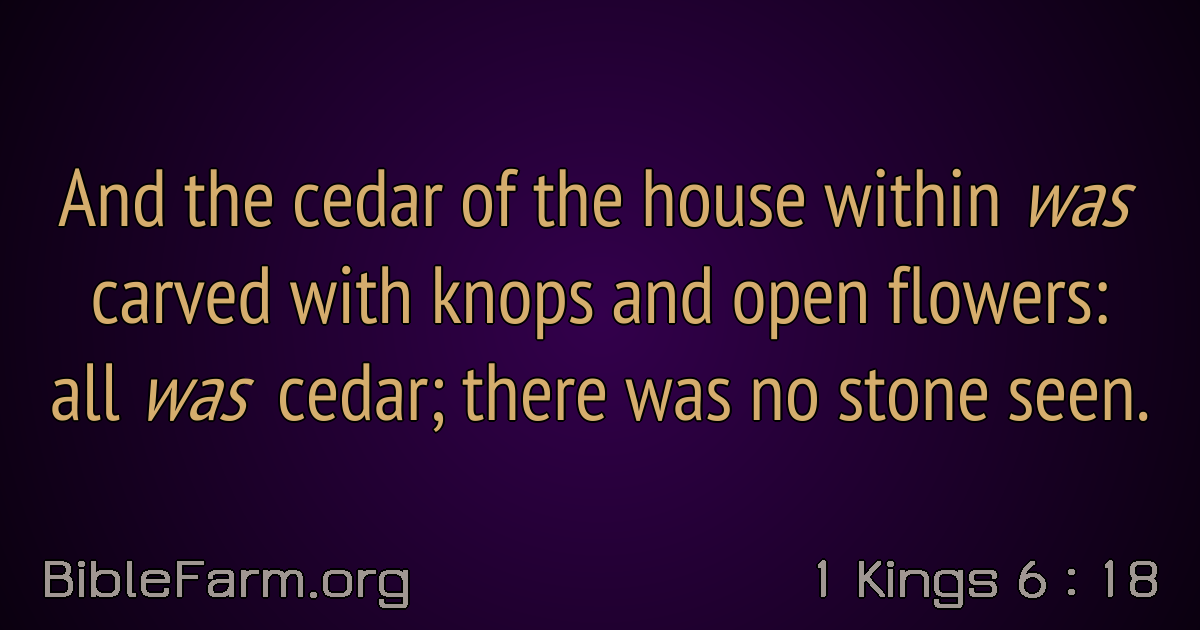 And the cedar of the house within was
carved with knops and open flowers:
all was cedar; there was no stone seen.
BibleFarm.org
1 Kings 6 : 18